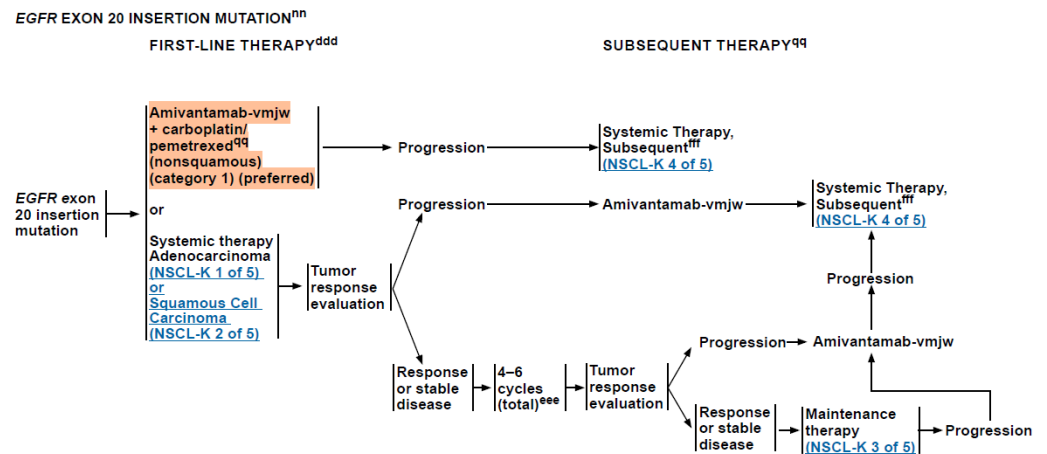 EGFR EXON 20 INSERTION MUTATIONnn
FIRST-LINE THERAPYddd
SUBSEQUENT THERAPYqq
EGFR exon
20 insertion
mutation
Amivantamab-vmjw
+ carboplatin/
pemetrexedqq
(nonsquamous)
(category 1) (preferred)
Progression
Systemic Therapy,
Subsequentfff
(NSCL-K 4 of 5)
or
Systemic therapy
Adenocarcinoma
(NSCL-K 1 of 5)
or
Squamous Cell
Carcinoma
(NSCL-K 2 of 5)
Tumor
response
evaluation
Progression
Amivantamab-vmjw
Systemic Therapy,
Subsequentfff
(NSCL-K 4 of 5)
Response
or stable
disease
4–6
cycles
(total)eee
Tumor
response
evaluation
Progression
Amivantamab-vmjw
Progression
Response
or stable
disease
Maintenance
therapy
(NSCL-K 3 of 5)
Progression